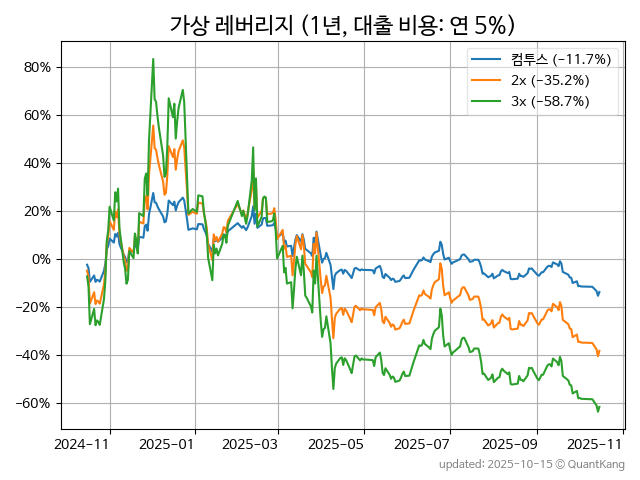 가상 레버리지 (1년, 대출 비용: 연 5%)
컴투스 (-11.7%)
2x (-35.2%)
3x (-58.7%)
80%
60%
40%
20%
0%
-20%
-40%
-60%
2024-11 2025-01 2025-03 2025-05 2025-07 2025-09 2025-11
updated: 2025-10-15 © QuantKang